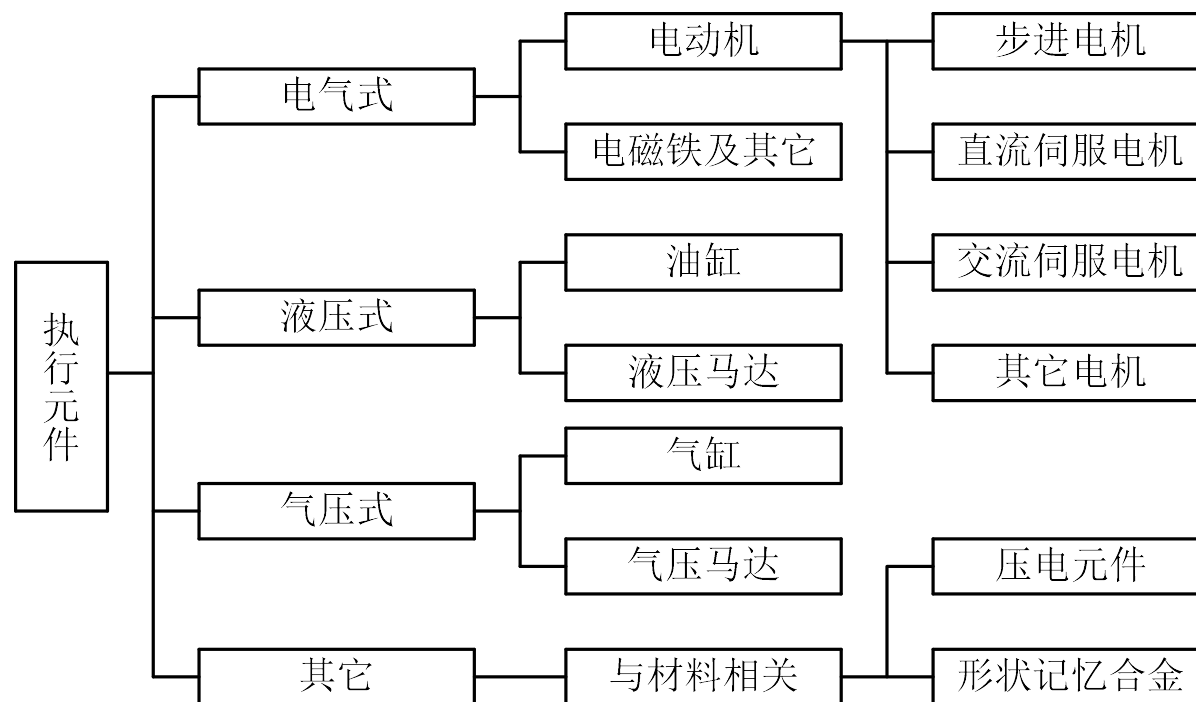 电动机
步进电机
电气式
电磁铁及其它
直流伺服电机
油缸
交流伺服电机
执行元件
液压式
液压马达
其它电机
气缸
气压式
气压马达
压电元件
其它
与材料相关
形状记忆合金